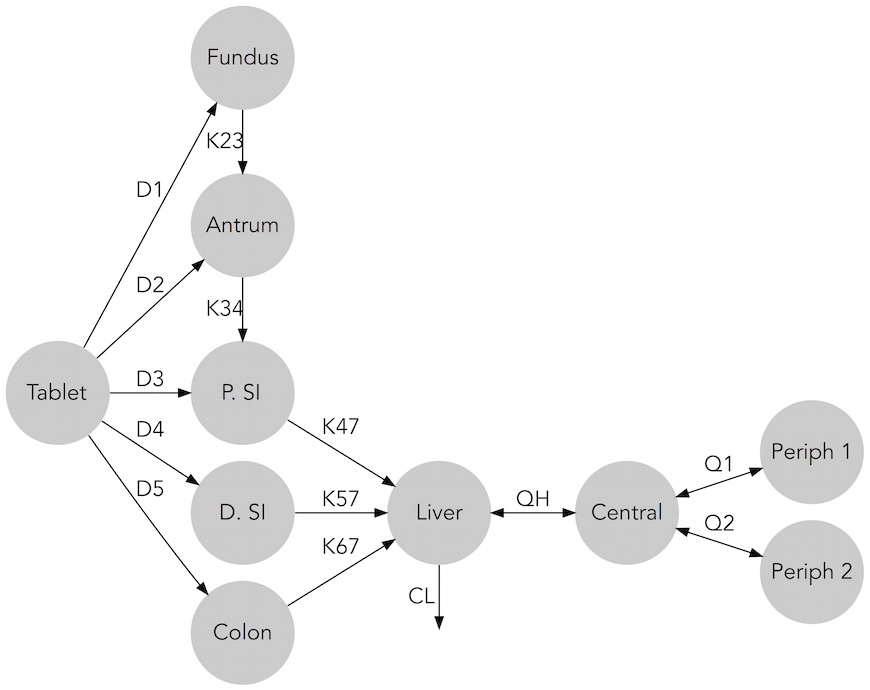 Fundus
K23
D1
Antrum
D2
K34
Tablet
D3
P. SI
D4
K47
Periph 1
D5
Q1
D. SI
K57
Liver
QH
Central
Q2
K67
Periph 2
CL
Colon